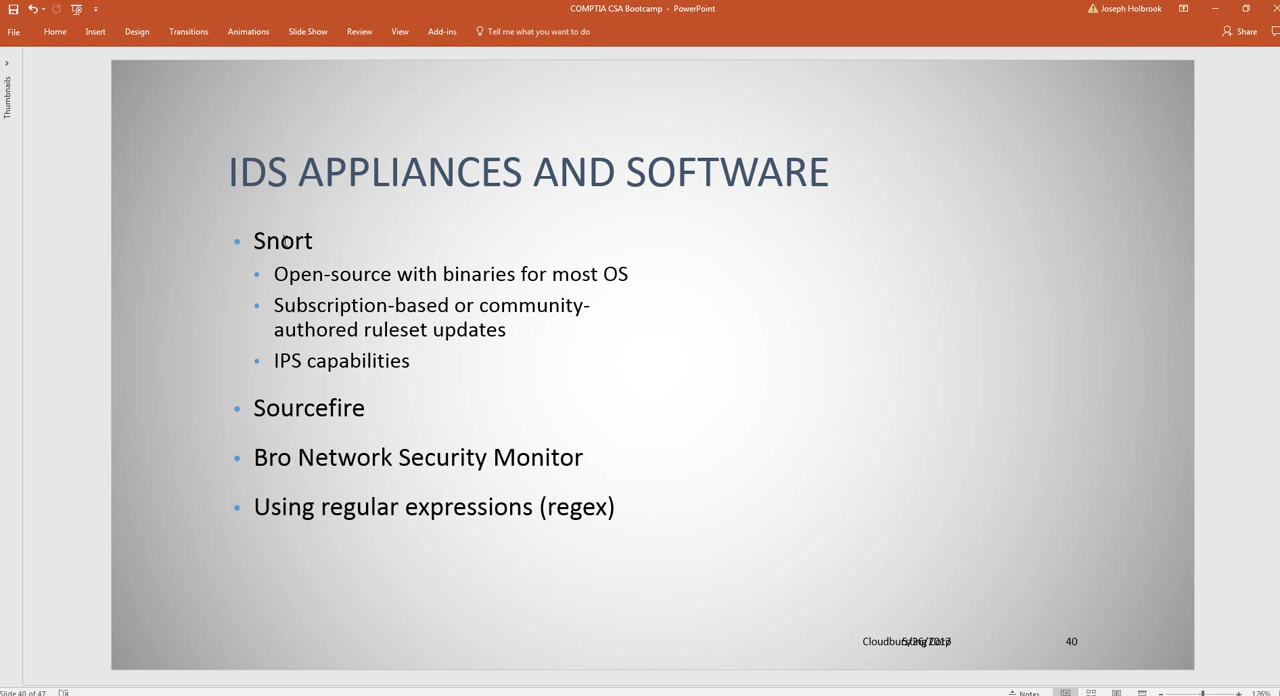 COMPTIA CSA Bootcamp - PowerPoint
Joseph Holbrook
File Home Insert Design Transitions Animations Slide Show Review View Add-ins Tell me what you want to do
Share
Thumbnails
IDS APPLIANCES AND SOFTWARE
• Snort
• Open-source with binaries for most OS
• Subscription-based or community-
authored ruleset updates
• IPS capabilities
• Sourcefire
• Bro Network Security Monitor
• Using regular expressions (regex)
40
Slide 40 of 47
Notes
126%